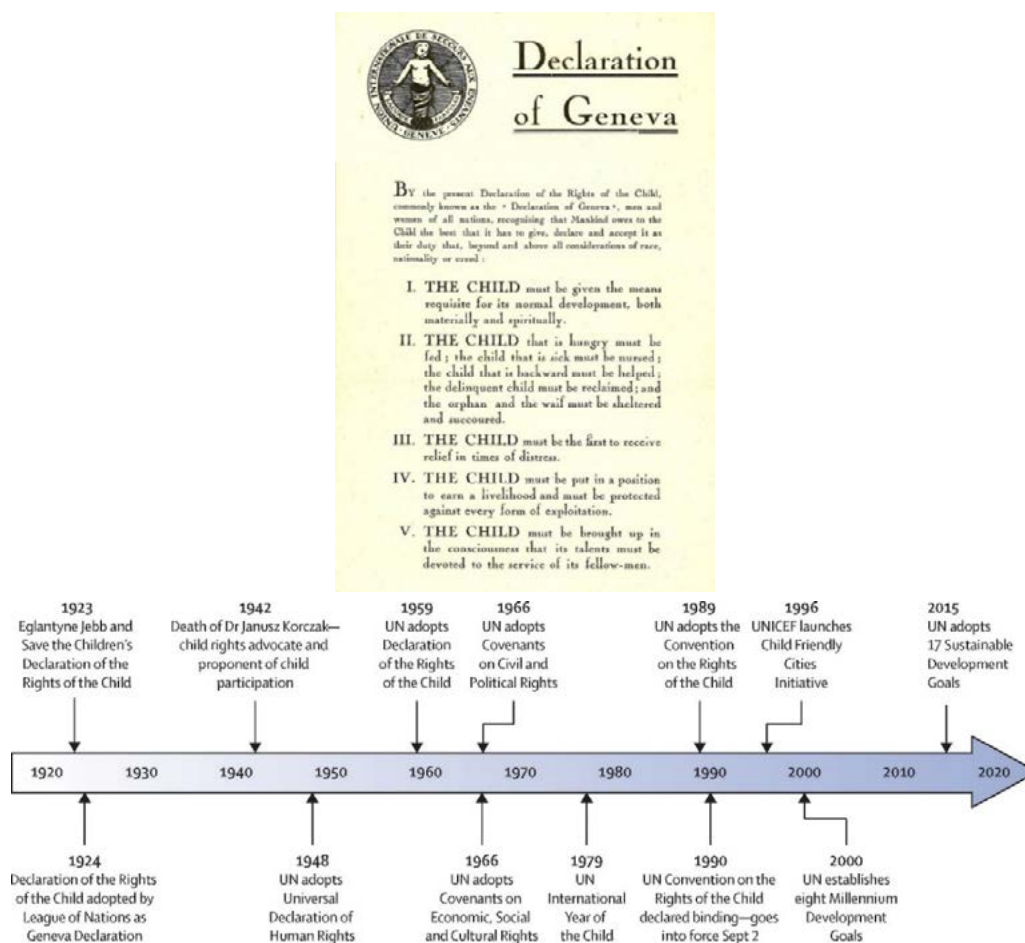 UNION INTERNATIONALE DE SECOURS AUX ENFANTS
· GENÈVE ·
Declaration
of Geneva
BY the present Declaration of the Rights of the Child,
commonly known as the « Declaration of Geneva », men and
women of all nations, recognising that Mankind owes to the
Child the best that it has to give, declare and accept it as
their duty that, beyond and above all considerations of race,
nationality or creed :
I. THE CHILD must be given the means
requisite for its normal development, both
materially and spiritually.
II. THE CHILD that is hungry must be
fed ; the child that is sick must be nursed ;
the child that is backward must be helped ;
the delinquent child must be reclaimed ; and
the orphan and the waif must be sheltered
and succoured.
III. THE CHILD must be the first to receive
relief in times of distress.
IV. THE CHILD must be put in a position
to earn a livelihood and must be protected
against every form of exploitation.
V. THE CHILD must be brought up in
the consciousness that its talents must be
devoted to the service of its fellow-men.
1923
Eglantyne Jebb and
Save the Children's
Declaration of the
Rights of the Child
1942
Death of Dr Janusz Korczak—
child rights advocate and
proponent of child
participation
1959
UN adopts
Declaration
of the Rights
of the Child
1966
UN adopts
Covenants
on Civil and
Political Rights
1989
UN adopts the
Convention
on the Rights
of the Child
1996
UNICEF launches
Child Friendly
Cities
Initiative
2015
UN adopts
17 Sustainable
Development
Goals
1920 1930 1940 1950 1960 1970 1980 1990 2000 2010 2020
1924
Declaration of the Rights
of the Child adopted by
League of Nations as
Geneva Declaration
1948
UN adopts
Universal
Declaration of
Human Rights
1966
UN adopts
Covenants on
Economic, Social
and Cultural Rights
1979
UN
International
Year of
the Child
1990
UN Convention on the
Rights of the Child
declared binding—goes
into force Sept 2
2000
UN establishes
eight Millennium
Development
Goals